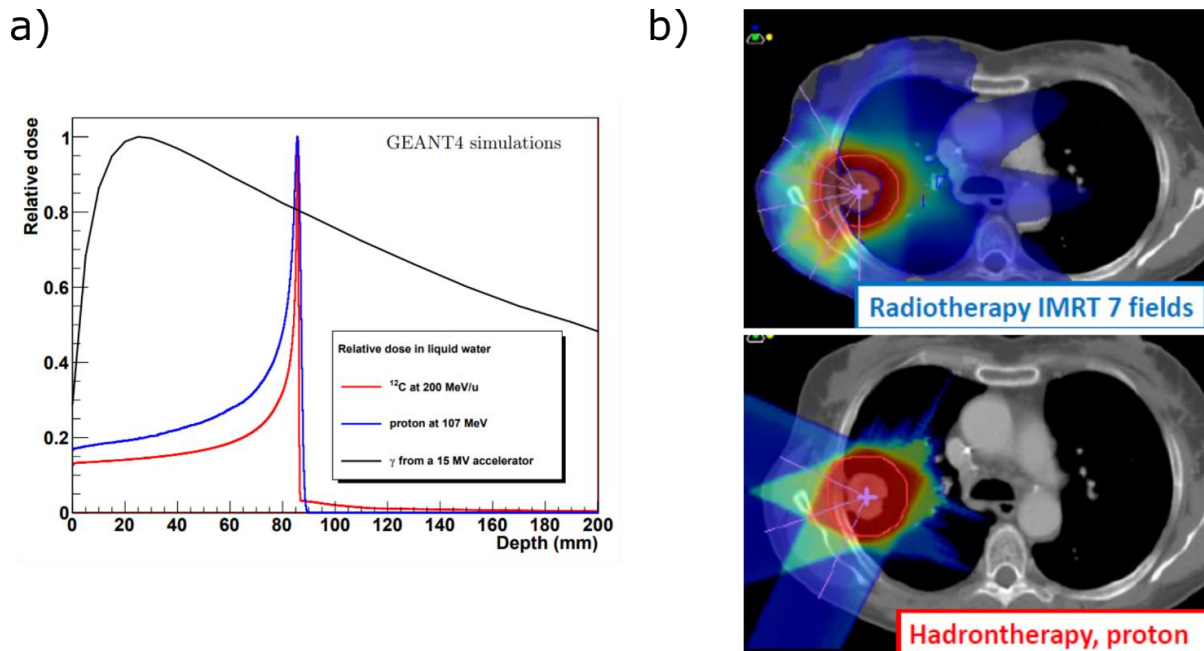 a)
b)
GEANT4 simulations
Relative dose
1
0.8
0.6
0.4
0.2
0
Relative dose in liquid water
¹²C at 200 MeV/u
proton at 107 MeV
γ from a 15 MV accelerator
0 20 40 60 80 100 120 140 160 180 200
Depth (mm)
Radiotherapy IMRT 7 fields
Hadrontherapy, proton